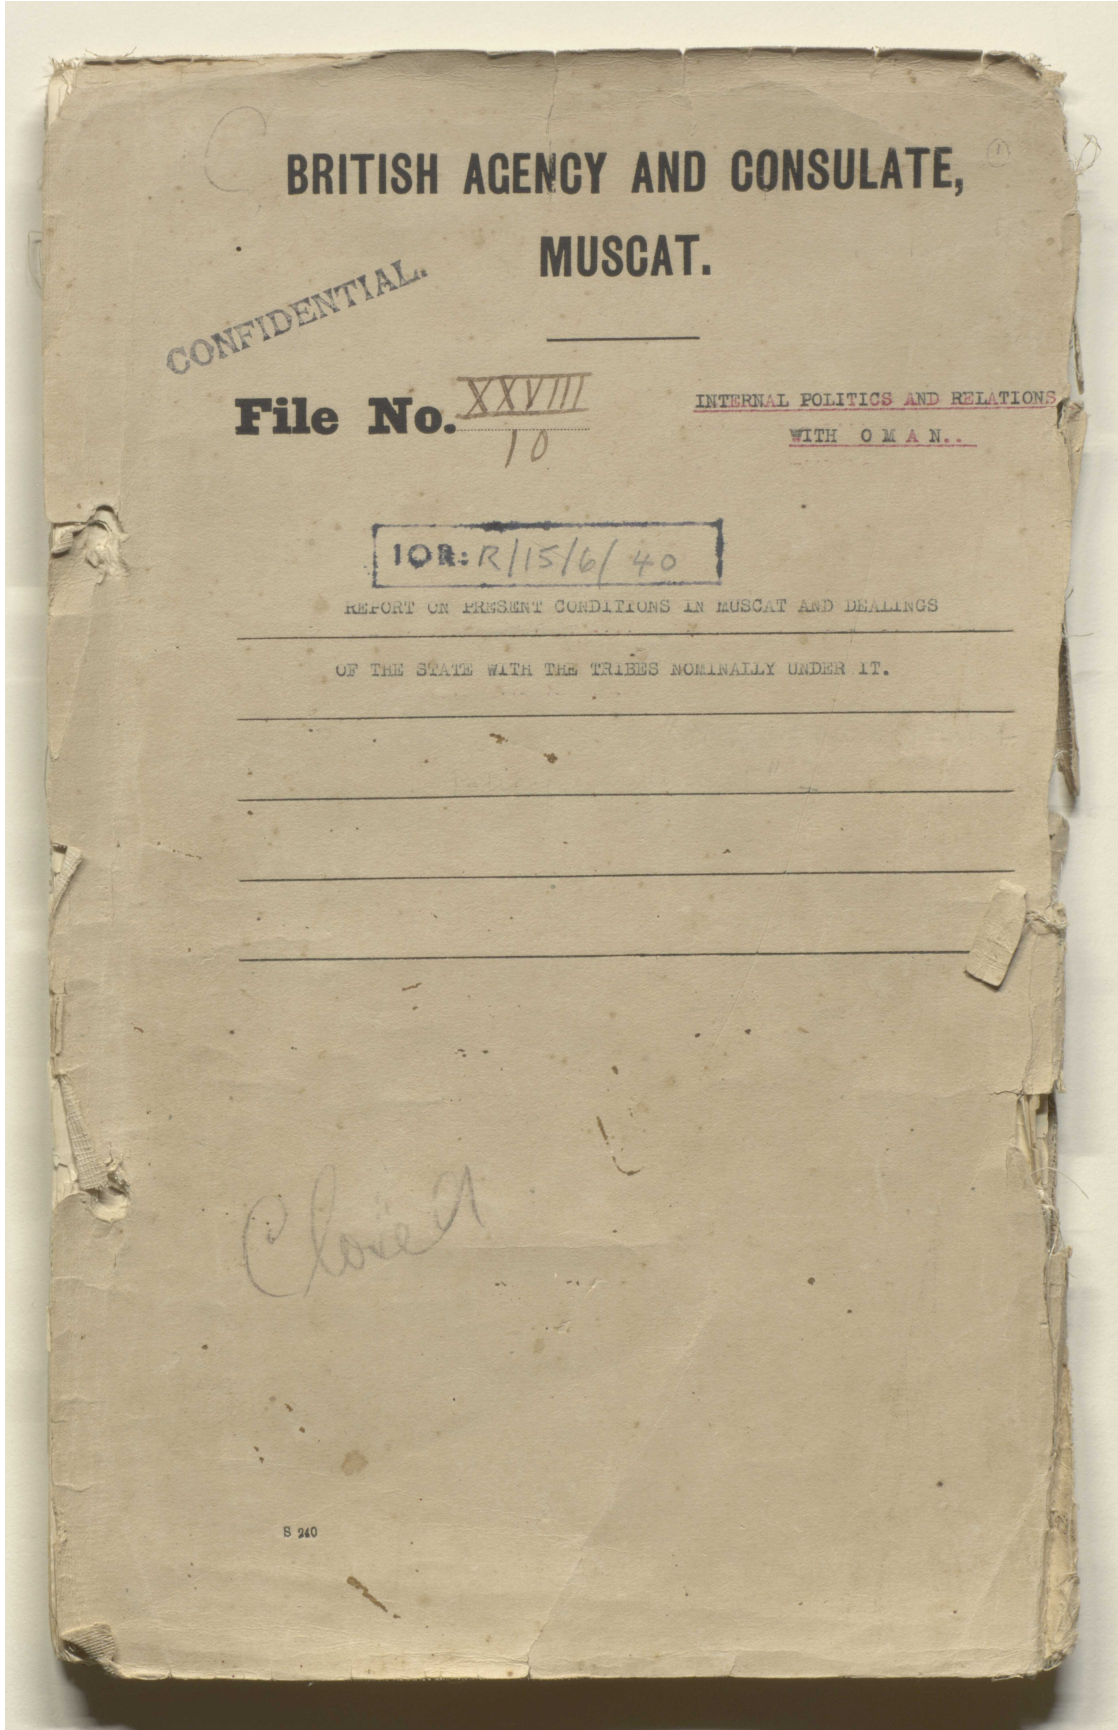 BRITISH AGENCY AND CONSULATE,
MUSCAT.
CONFIDENTIAL.
File No. XXVIII
10
INTERNAL POLITICS AND RELATIONS
WITH O M A N..
IOR: R/15/6/40
REPORT ON PRESENT CONDITIONS IN MUSCAT AND DEALINGS
OF THE STATE WITH THE TRIBES NOMINALLY UNDER IT.
Closed
S 240